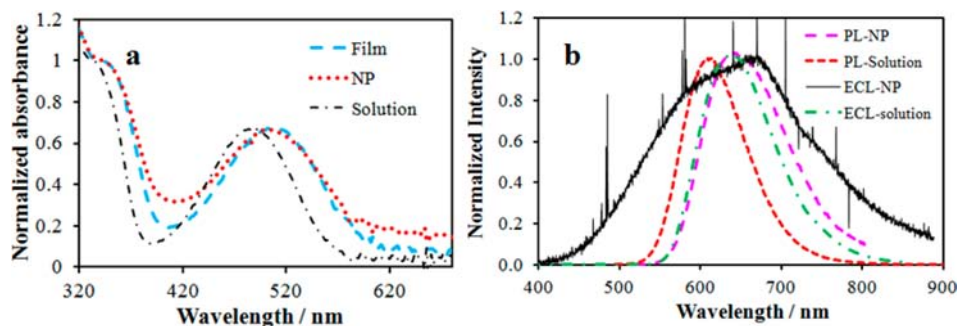 Normalized absorbance
1.2
1
0.8
0.6
0.4
0.2
0
a
Film
NP
Solution
320
420
520
620
Wavelength / nm
Normalized Intensity
1.2
1.0
0.8
0.6
0.4
0.2
0.0
b
PL-NP
PL-Solution
ECL-NP
ECL-solution
400
500
600
700
800
900
Wavelength / nm